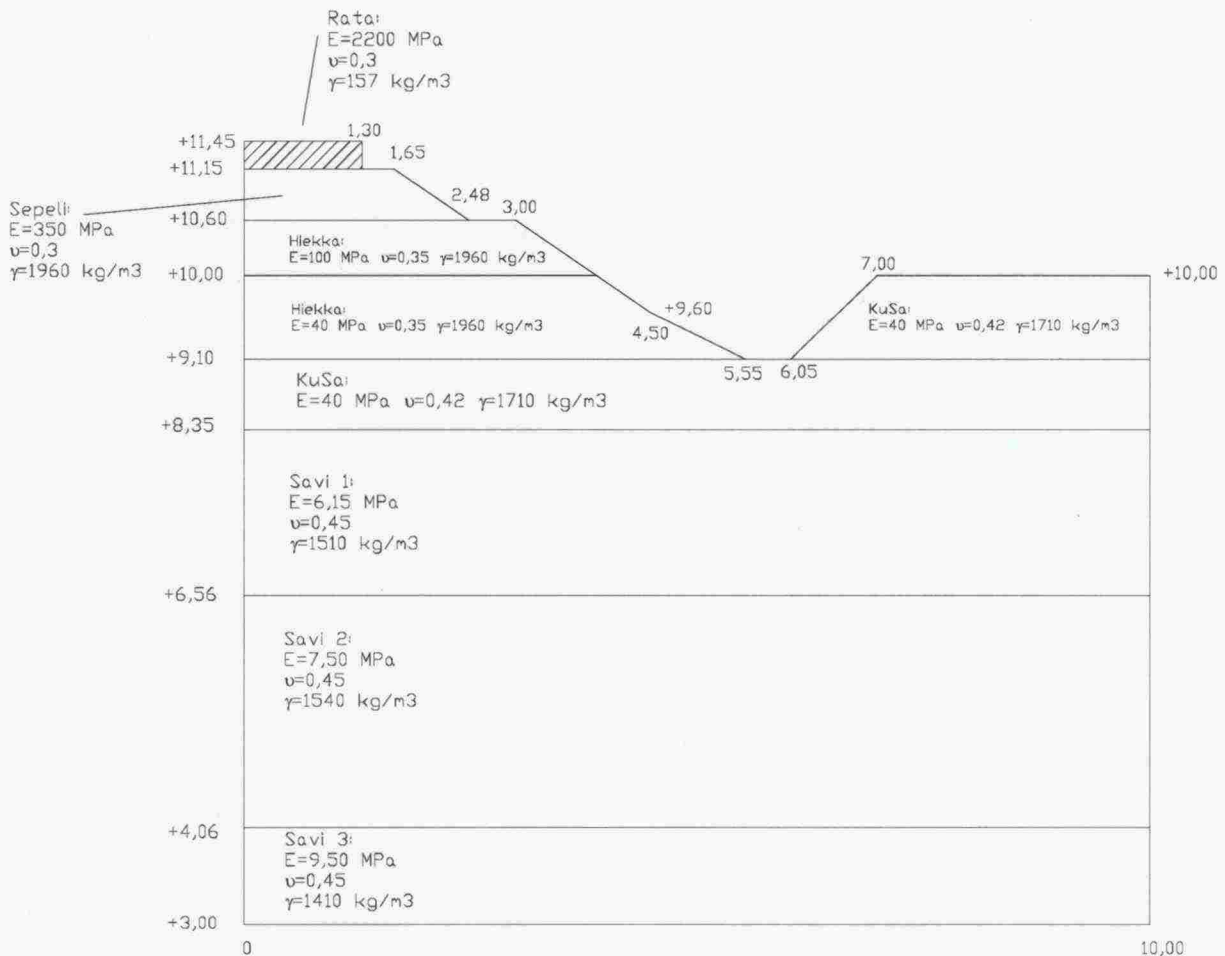 Rata:
E=2200 MPa
υ=0,3
γ=157 kg/m3
+11,45
1,30
1,65
+11,15
Sepeli:
E=350 MPa
υ=0,3
γ=1960 kg/m3
2,48
3,00
+10,60
Hiekka:
E=100 MPa υ=0,35 γ=1960 kg/m3
+10,00
7,00
+10,00
Hiekka:
E=40 MPa υ=0,35 γ=1960 kg/m3
+9,60
4,50
KuSa:
E=40 MPa υ=0,42 γ=1710 kg/m3
+9,10
5,55
6,05
KuSa:
E=40 MPa υ=0,42 γ=1710 kg/m3
+8,35
Savi 1:
E=6,15 MPa
υ=0,45
γ=1510 kg/m3
+6,56
Savi 2:
E=7,50 MPa
υ=0,45
γ=1540 kg/m3
+4,06
Savi 3:
E=9,50 MPa
υ=0,45
γ=1410 kg/m3
+3,00
0
10,00